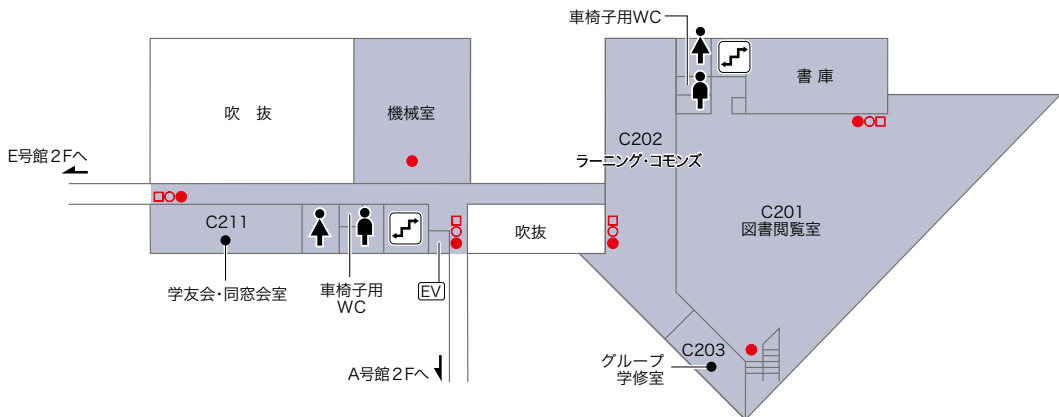 車椅子用WC
書 庫
吹 抜
機械室
C202
ラーニング・コモンズ
E号館2Fへ
C211
C201
図書閲覧室
吹抜
学友会・同窓会室
車椅子用
WC
EV
C203
グループ
学修室
A号館2Fへ